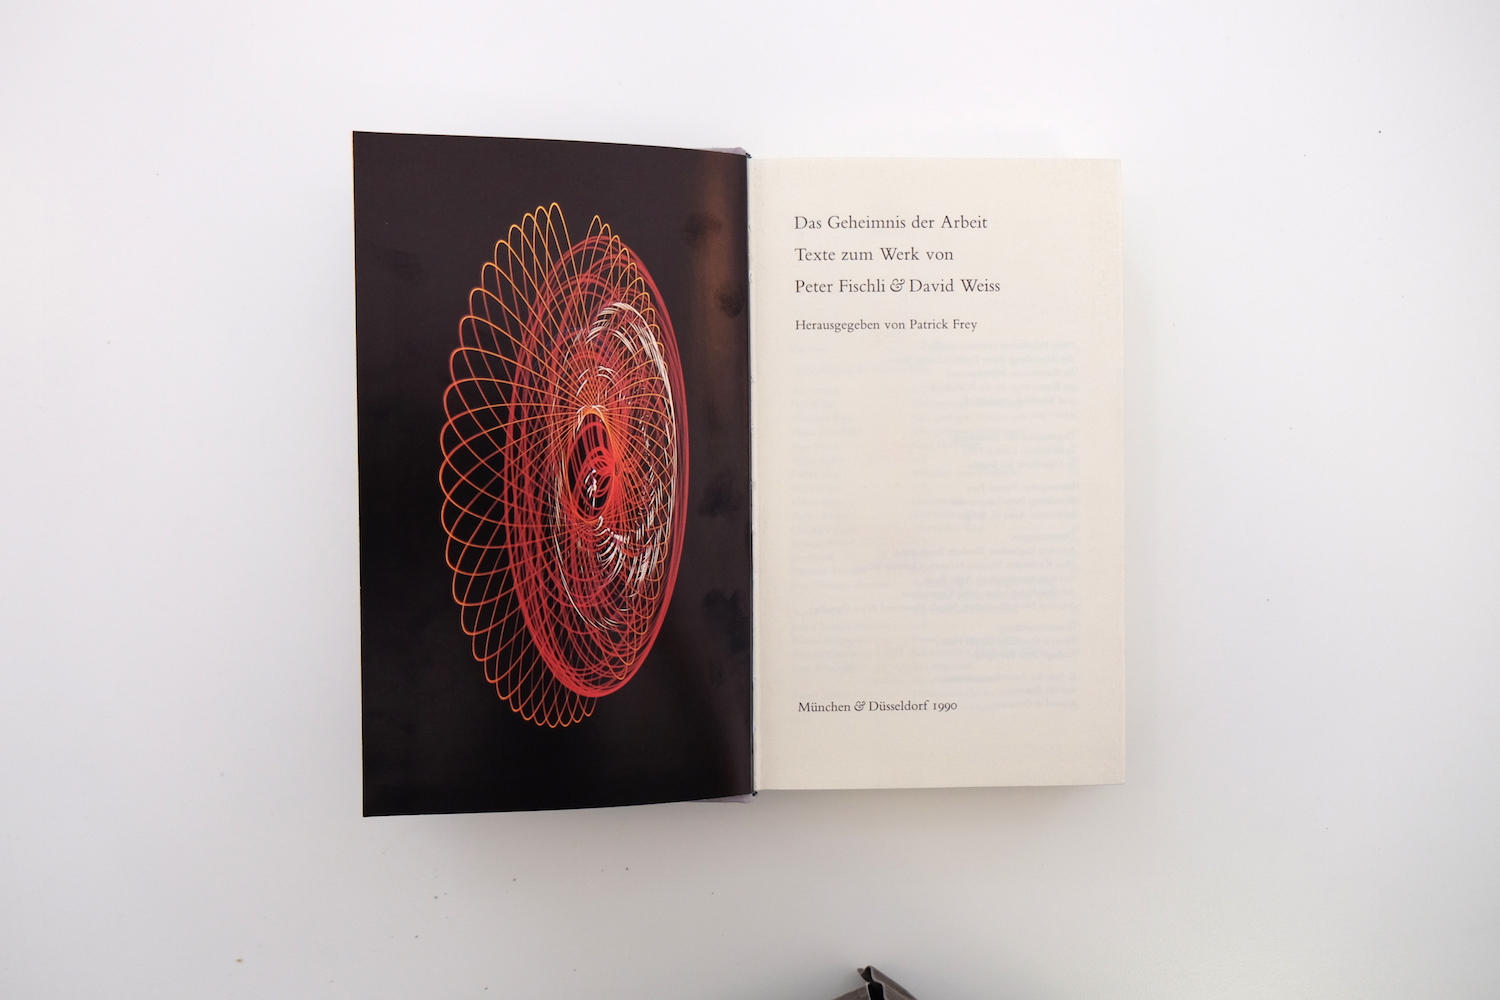 Das Geheimnis der Arbeit
Texte zum Werk von
Peter Fischli & David Weiss
Herausgegeben von Patrick Frey
München & Düsseldorf 1990